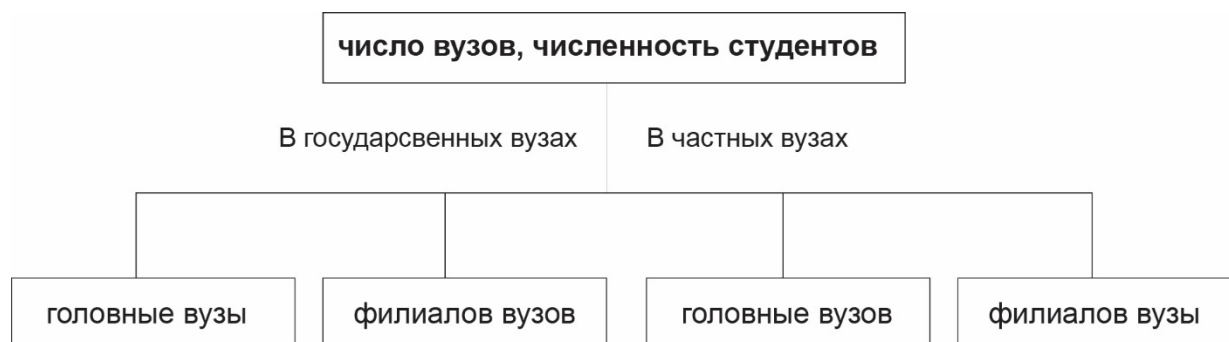 число вузов, численность студентов
В государсвенных вузах
В частных вузах
головные вузы
филиалов вузов
головные вузов
филиалов вузы